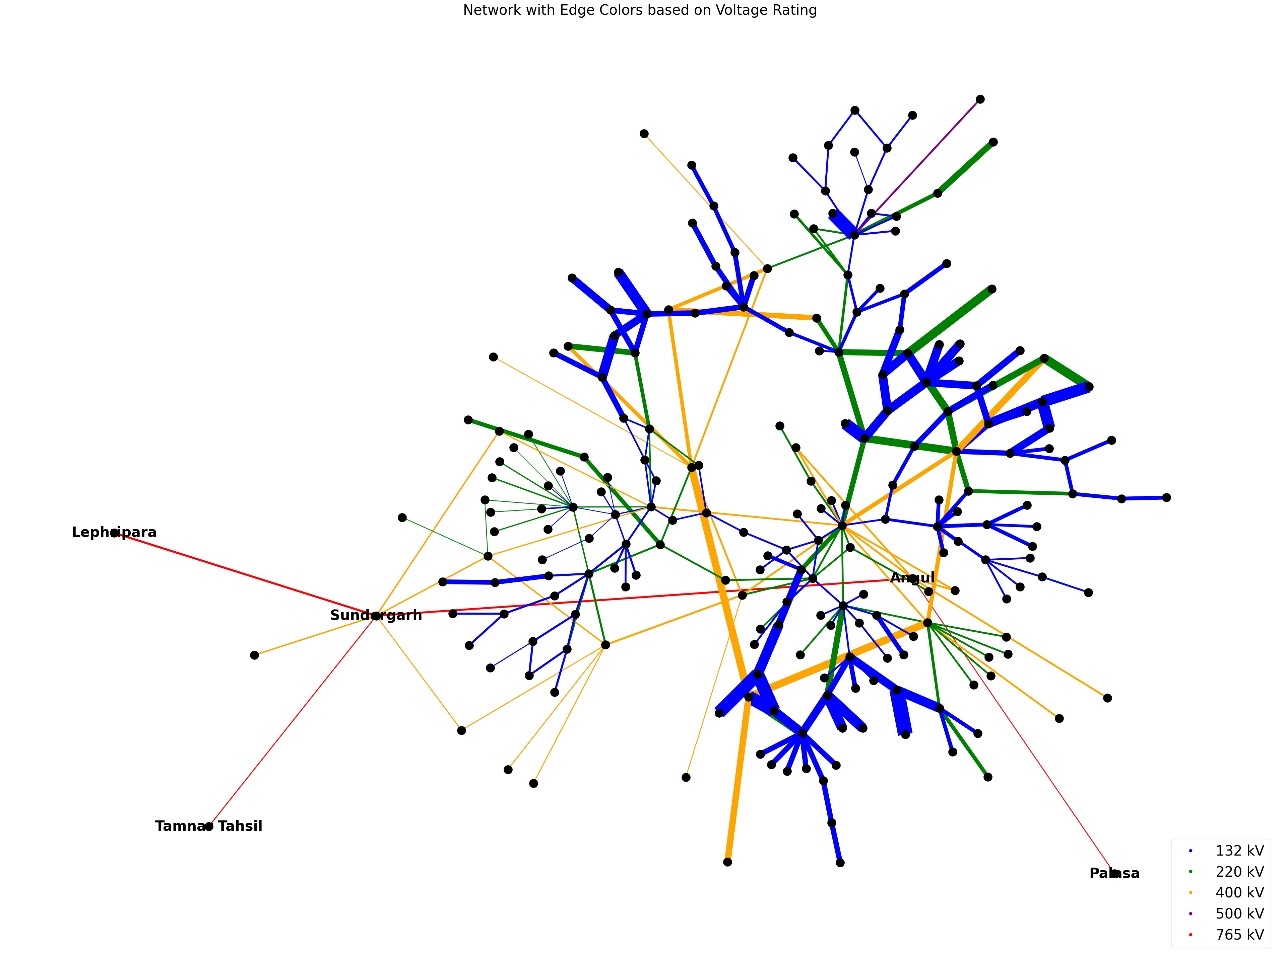 Network with Edge Colors based on Voltage Rating
Lephripara
Angul
Sundargarh
Tamnar Tahsil
Palasa
132 kV
220 kV
400 kV
500 kV
765 kV